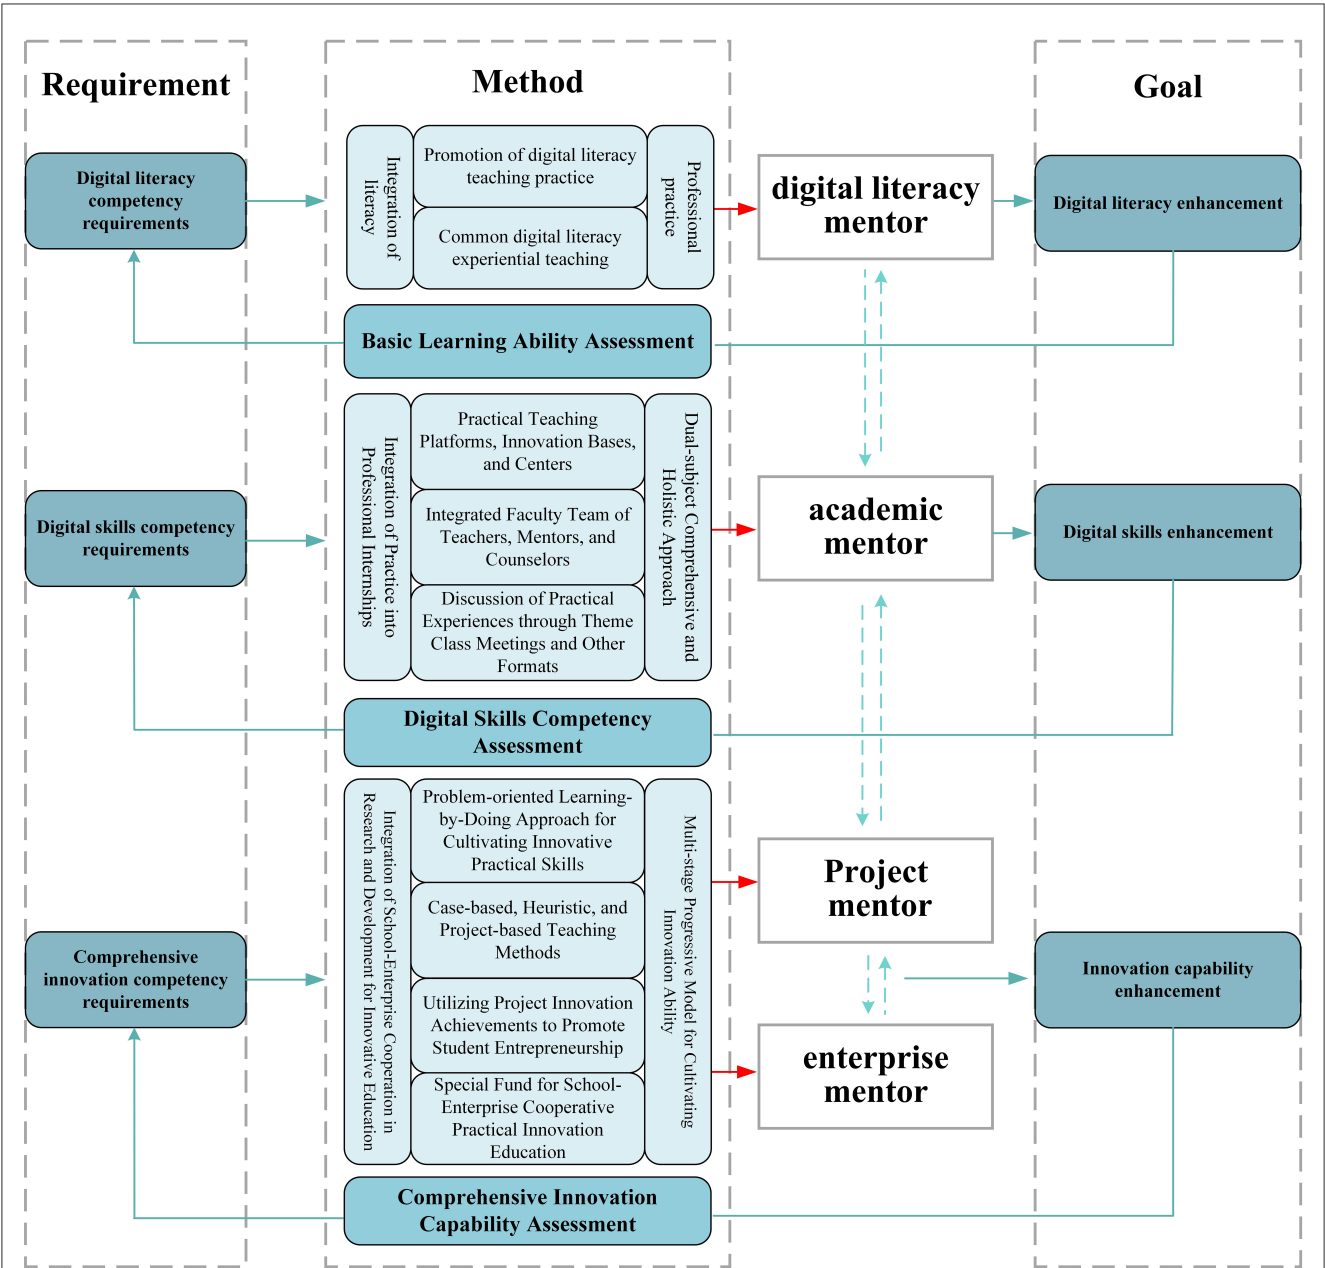 Requirement
Method
Goal
Digital literacy
competency
requirements
Integration of
literacy
Promotion of digital literacy
teaching practice
Common digital literacy
experiential teaching
Professional
practice
digital literacy
mentor
Digital literacy enhancement
Basic Learning Ability Assessment
Digital skills competency
requirements
Integration of Practice into
Professional Internships
Practical Teaching
Platforms, Innovation Bases,
and Centers
Integrated Faculty Team of
Teachers, Mentors, and
Counselors
Discussion of Practical
Experiences through Theme
Class Meetings and Other
Formats
Dual-subject Comprehensive and
Holistic Approach
academic
mentor
Digital skills enhancement
Digital Skills Competency
Assessment
Comprehensive
innovation competency
requirements
Integration of School-Enterprise Cooperation in
Research and Development for Innovative Education
Problem-oriented Learning-
by-Doing Approach for
Cultivating Innovative
Practical Skills
Case-based, Heuristic, and
Project-based Teaching
Methods
Utilizing Project Innovation
Achievements to Promote
Student Entrepreneurship
Special Fund for School-
Enterprise Cooperative
Practical Innovation
Education
Multi-stage Progressive Model for Cultivating
Innovation Ability
Project
mentor
enterprise
mentor
Innovation capability
enhancement
Comprehensive Innovation
Capability Assessment